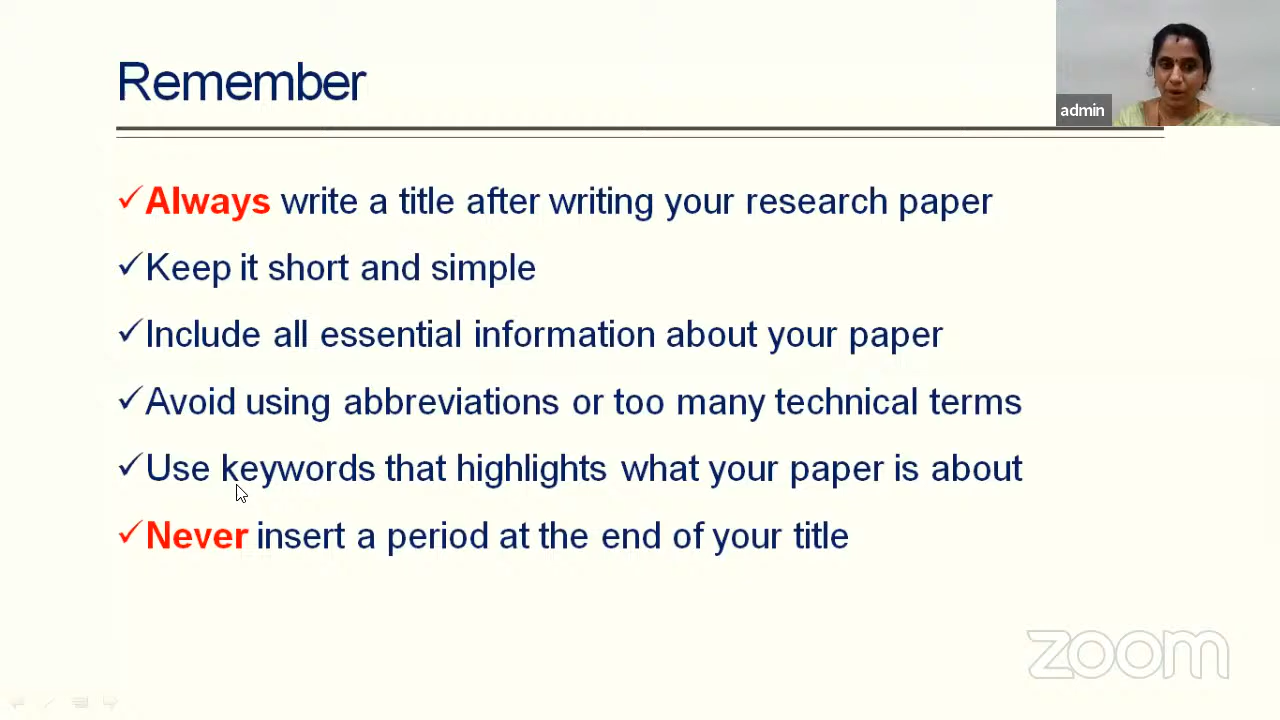 Remember
admin
Always write a title after writing your research paper
Keep it short and simple
Include all essential information about your paper
Avoid using abbreviations or too many technical terms
Use keywords that highlights what your paper is about
Never insert a period at the end of your title
zoom